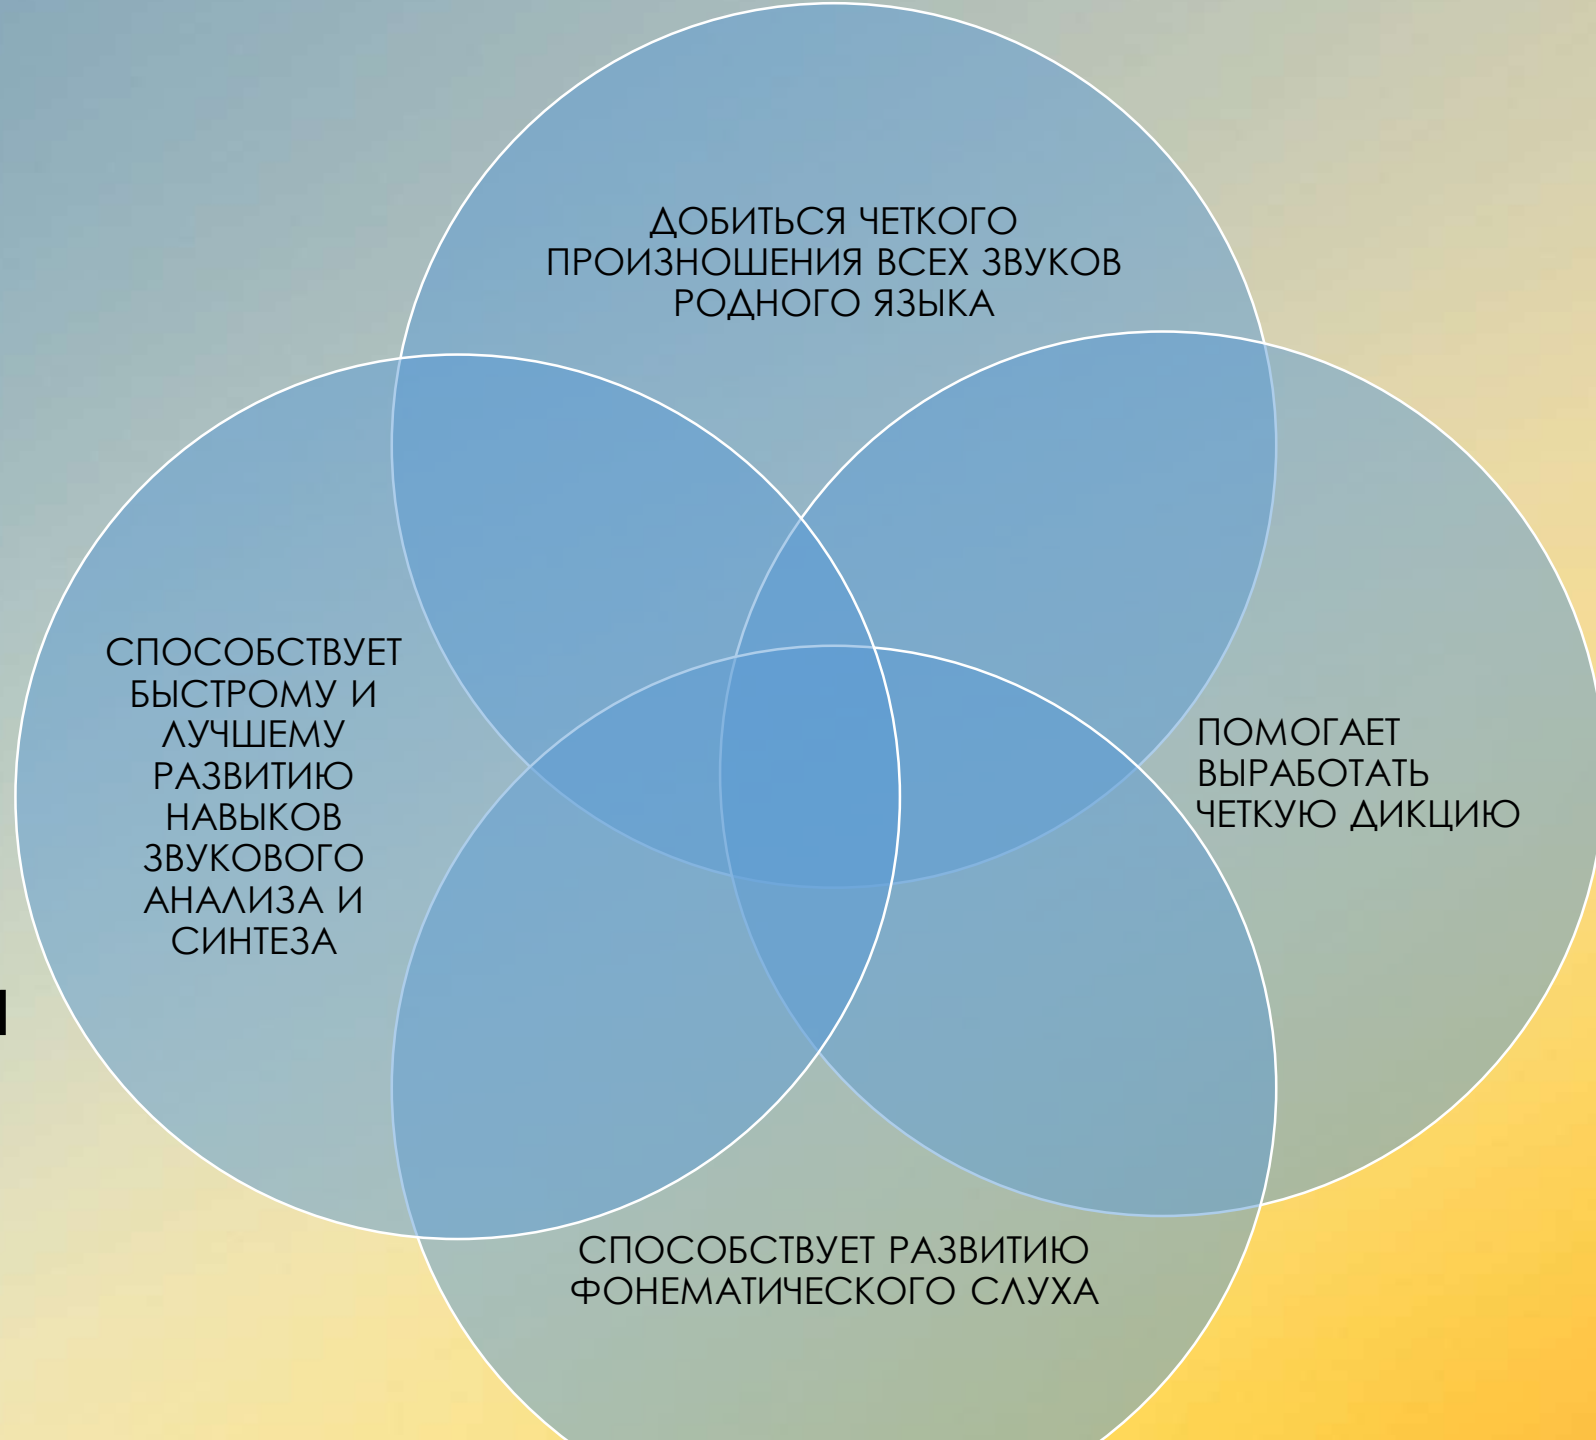 ДОБИТЬСЯ ЧЕТКОГО
ПРОИЗНОШЕНИЯ ВСЕХ ЗВУКОВ
РОДНОГО ЯЗЫКА
ПОМОГАЕТ
ВЫРАБОТАТЬ
ЧЕТКУЮ ДИКЦИЮ
СПОСОБСТВУЕТ РАЗВИТИЮ
ФОНЕМАТИЧЕСКОГО СЛУХА
СПОСОБСТВУЕТ
БЫСТРОМУ И
ЛУЧШЕМУ
РАЗВИТИЮ
НАВЫКОВ
ЗВУКОВОГО
АНАЛИЗА И
СИНТЕЗА